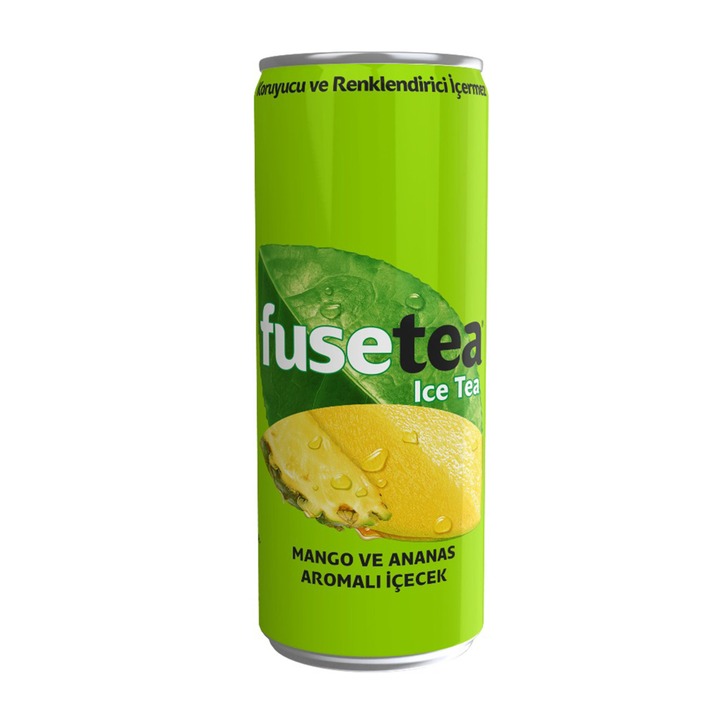 Koruyucu ve Renklendirici İçermez
fusetea
Ice Tea
MANGO VE ANANAS
AROMALI İÇECEK